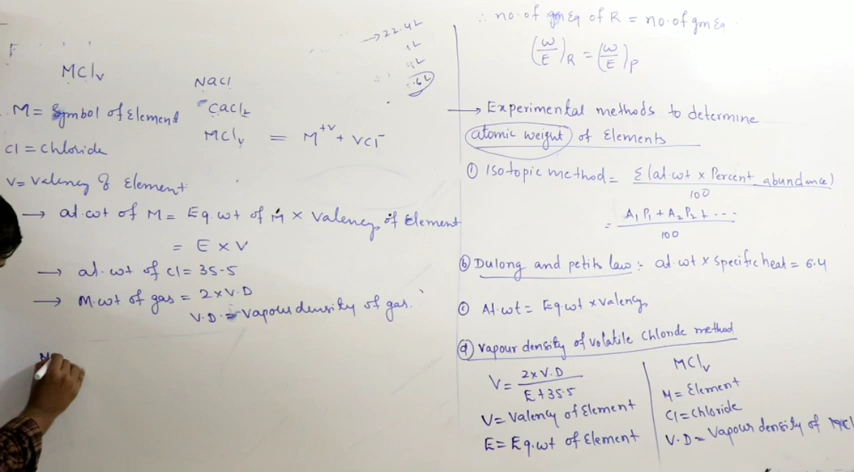 → 22.4L
1L
.6L
MClᵥ
NaCl
CaCl₂
M = Symbol of Element
MClᵥ = M⁺ᵛ + VCl⁻
Cl = Chloride
V = Valency of Element
→ at.wt of M = Eq.wt of M × Valency of Element
= E × V
→ at.wt of Cl = 35.5
→ M.wt of gas = 2×V.D
V.D. = Vapour density of gas.
∴ no.of gm Eq of R = no.of gm Eq
(W/E)R = (W/E)P
→ Experimental methods to determine
atomic weight of Elements
① Isotopic method = Σ(at.wt × Percent abundance)/100
= A₁P₁ + A₂P₂ + .../100
ⓑ Dulong and petits law :- at.wt × specific heat = 6.4
ⓒ At.wt = Eq.wt × valency
ⓓ Vapour density of volatile Chloride method
V = 2×V.D/E+35.5
V = Valency of Element
E = Eq.wt of Element
MClᵥ
M = Element
Cl = Chloride
V.D = Vapour density of MCl